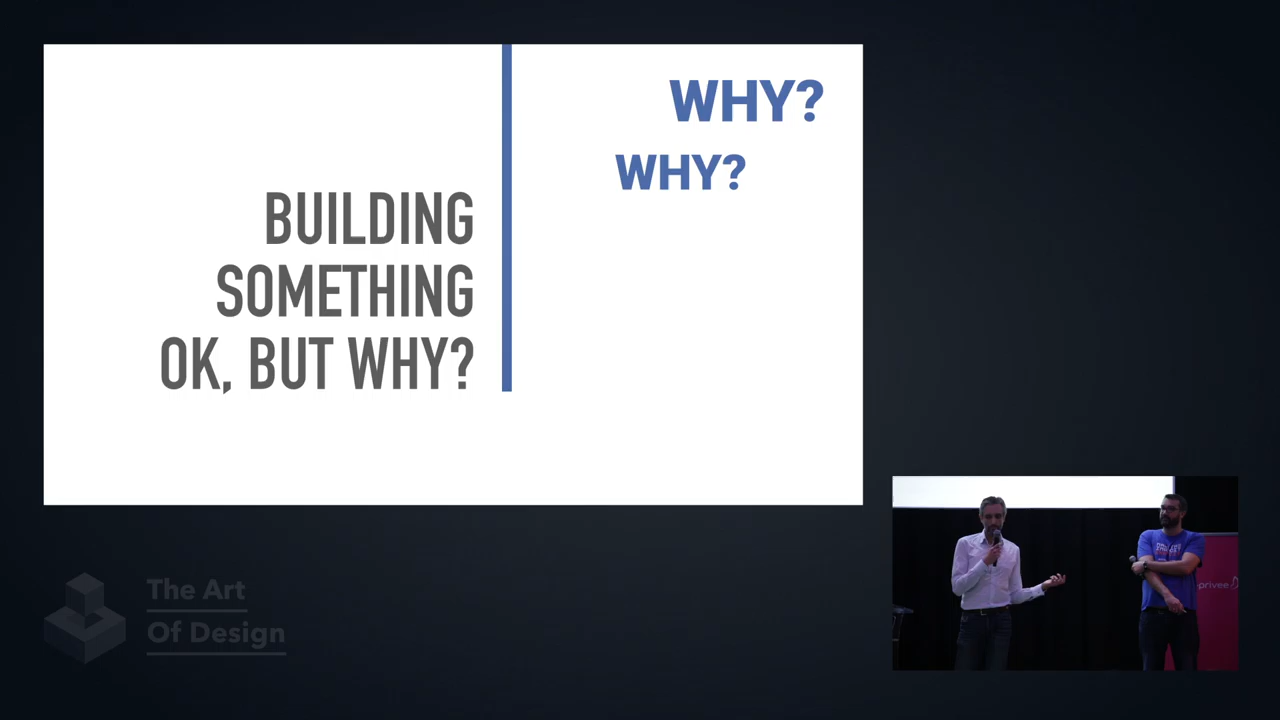 BUILDING
SOMETHING
OK, BUT WHY?
WHY?
WHY?
The Art
Of Design
privee